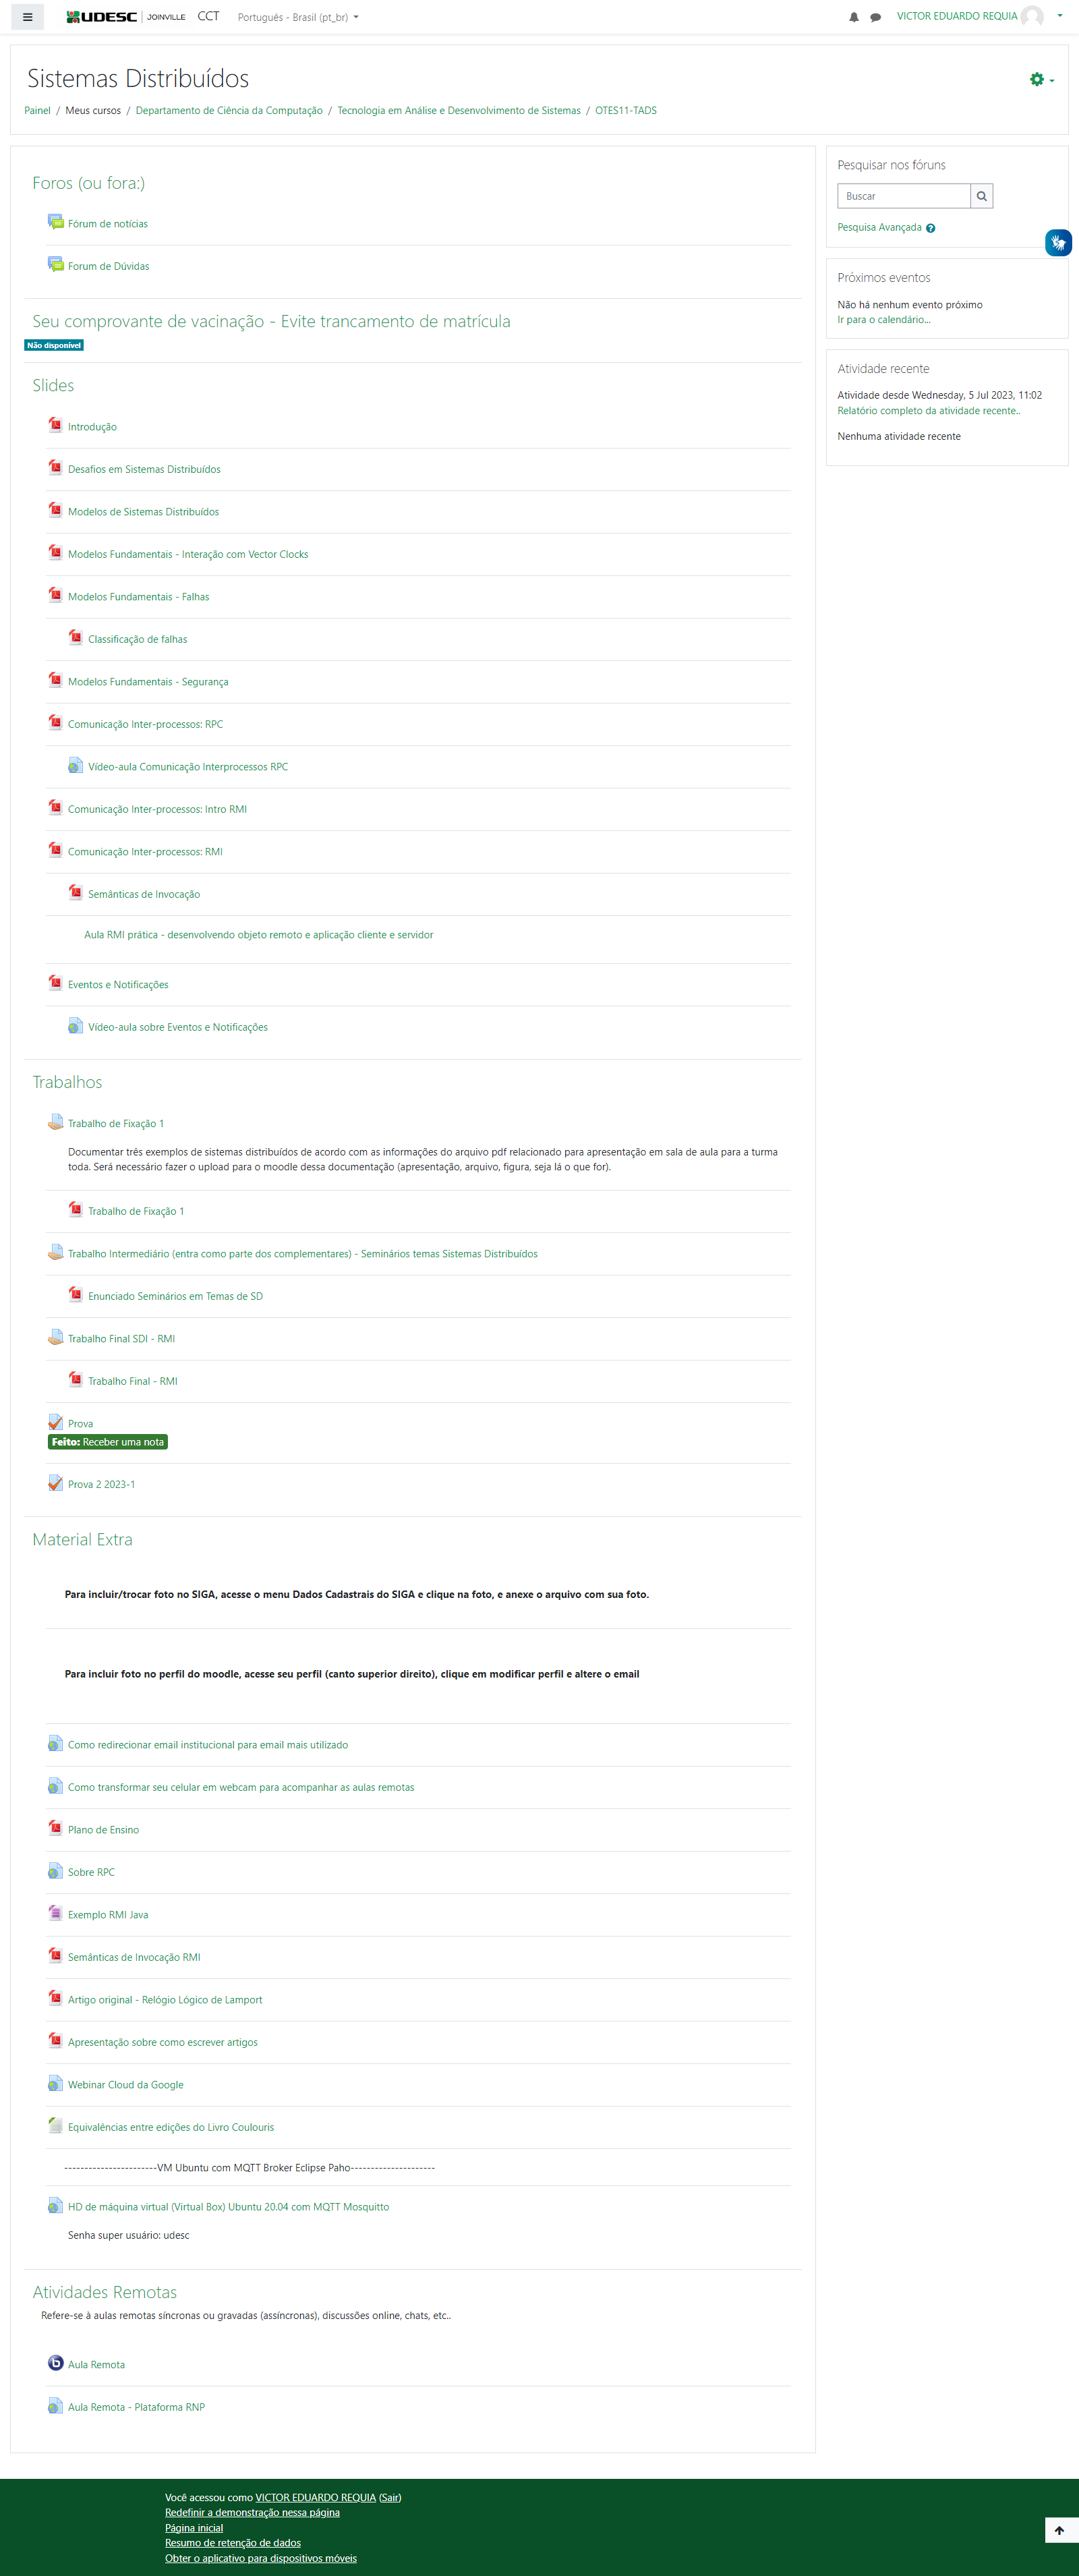 UDESC JOINVILLE CCT Português - Brasil (pt_br) VICTOR EDUARDO REQUIA
Sistemas Distribuídos
Painel / Meus cursos / Departamento de Ciência da Computação / Tecnologia em Análise e Desenvolvimento de Sistemas / OTES11-TADS
Foros (ou fora:)
Fórum de notícias
Forum de Dúvidas
Seu comprovante de vacinação - Evite trancamento de matrícula
Não disponível
Slides
Introdução
Desafios em Sistemas Distribuídos
Modelos de Sistemas Distribuídos
Modelos Fundamentais - Interação com Vector Clocks
Modelos Fundamentais - Falhas
Classificação de falhas
Modelos Fundamentais - Segurança
Comunicação Inter-processos: RPC
Vídeo-aula Comunicação Interprocessos RPC
Comunicação Inter-processos: Intro RMI
Comunicação Inter-processos: RMI
Semânticas de Invocação
Aula RMI prática - desenvolvendo objeto remoto e aplicação cliente e servidor
Eventos e Notificações
Vídeo-aula sobre Eventos e Notificações
Trabalhos
Trabalho de Fixação 1
Documentar três exemplos de sistemas distribuídos de acordo com as informações do arquivo pdf relacionado para apresentação em sala de aula para a turma
toda. Será necessário fazer o upload para o moodle dessa documentação (apresentação, arquivo, figura, seja lá o que for).
Trabalho de Fixação 1
Trabalho Intermediário (entra como parte dos complementares) - Seminários temas Sistemas Distribuídos
Enunciado Seminários em Temas de SD
Trabalho Final SDI - RMI
Trabalho Final - RMI
Prova
Feito: Receber uma nota
Prova 2 2023-1
Material Extra
Para incluir/trocar foto no SIGA, acesse o menu Dados Cadastrais do SIGA e clique na foto, e anexe o arquivo com sua foto.
Para incluir foto no perfil do moodle, acesse seu perfil (canto superior direito), clique em modificar perfil e altere o email
Como redirecionar email institucional para email mais utilizado
Como transformar seu celular em webcam para acompanhar as aulas remotas
Plano de Ensino
Sobre RPC
Exemplo RMI Java
Semânticas de Invocação RMI
Artigo original - Relógio Lógico de Lamport
Apresentação sobre como escrever artigos
Webinar Cloud da Google
Equivalências entre edições do Livro Coulouris
-----------------------VM Ubuntu com MQTT Broker Eclipse Paho---------------------
HD de máquina virtual (Virtual Box) Ubuntu 20.04 com MQTT Mosquitto
Senha super usuário: udesc
Atividades Remotas
Refere-se à aulas remotas síncronas ou gravadas (assíncronas), discussões online, chats, etc..
Aula Remota
Aula Remota - Plataforma RNP
Pesquisar nos fóruns
Buscar
Pesquisa Avançada
Próximos eventos
Não há nenhum evento próximo
Ir para o calendário...
Atividade recente
Atividade desde Wednesday, 5 Jul 2023, 11:02
Relatório completo da atividade recente..
Nenhuma atividade recente
Você acessou como VICTOR EDUARDO REQUIA (Sair)
Redefinir a demonstração nessa página
Página inicial
Resumo de retenção de dados
Obter o aplicativo para dispositivos móveis